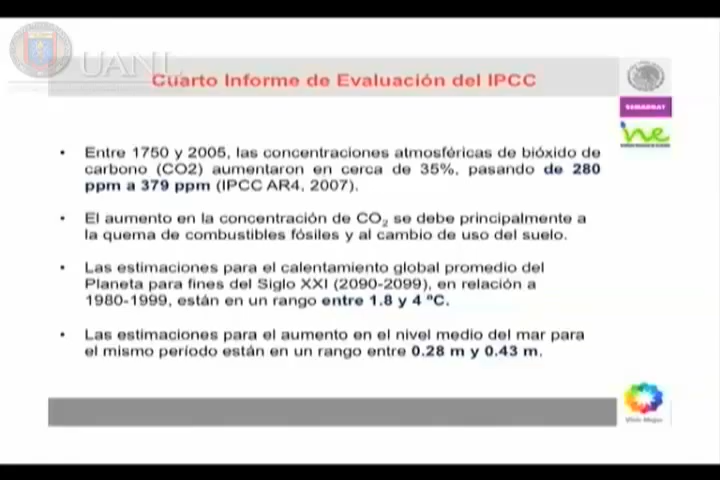 UANL
Cuarto Informe de Evaluación del IPCC
SEMARNAT
ine
• Entre 1750 y 2005, las concentraciones atmosféricas de bióxido de
carbono (CO2) aumentaron en cerca de 35%, pasando de 280
ppm a 379 ppm (IPCC AR4, 2007).
• El aumento en la concentración de CO₂ se debe principalmente a
la quema de combustibles fósiles y al cambio de uso del suelo.
• Las estimaciones para el calentamiento global promedio del
Planeta para fines del Siglo XXI (2090-2099), en relación a
1980-1999, están en un rango entre 1.8 y 4 ºC.
• Las estimaciones para el aumento en el nivel medio del mar para
el mismo período están en un rango entre 0.28 m y 0.43 m.
Vivir Mejor